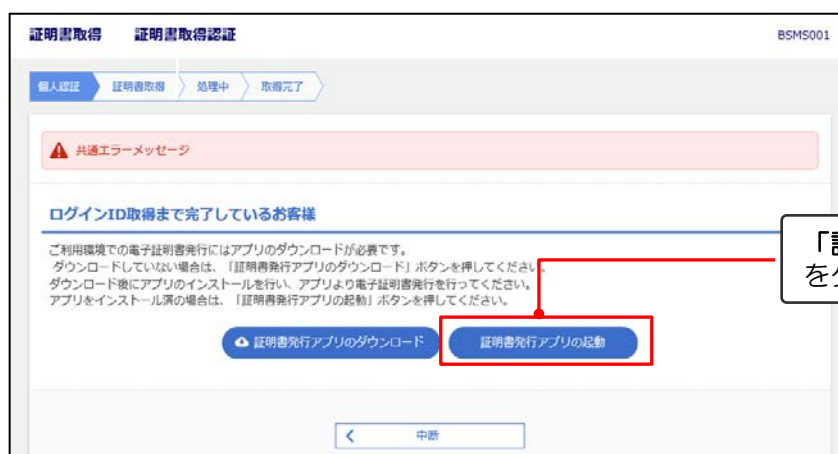 証明書取得 証明書取得認証 BSMS001
個人認証 証明書取得 処理中 取得完了
共通エラーメッセージ
ログインID取得まで完了しているお客様
ご利用環境での電子証明書発行にはアプリのダウンロードが必要です。
ダウンロードしていない場合は、「証明書発行アプリのダウンロード」ボタンを押してください。
ダウンロード後にアプリのインストールを行い、アプリより電子証明書発行を行ってください。
アプリをインストール済の場合は、「証明書発行アプリの起動」ボタンを押してください。
証明書発行アプリのダウンロード 証明書発行アプリの起動
中断
「
を